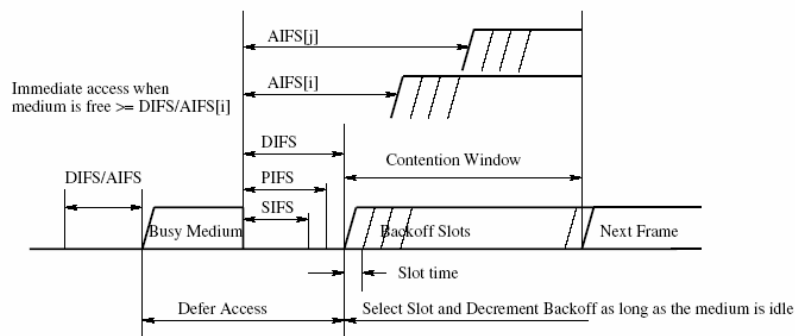 AIFS[j]
Immediate access when
medium is free >= DIFS/AIFS[i]
AIFS[i]
DIFS
Contention Window
DIFS/AIFS
PIFS
SIFS
Busy Medium
Backoff Slots
Next Frame
Slot time
Defer Access
Select Slot and Decrement Backoff as long as the medium is idle